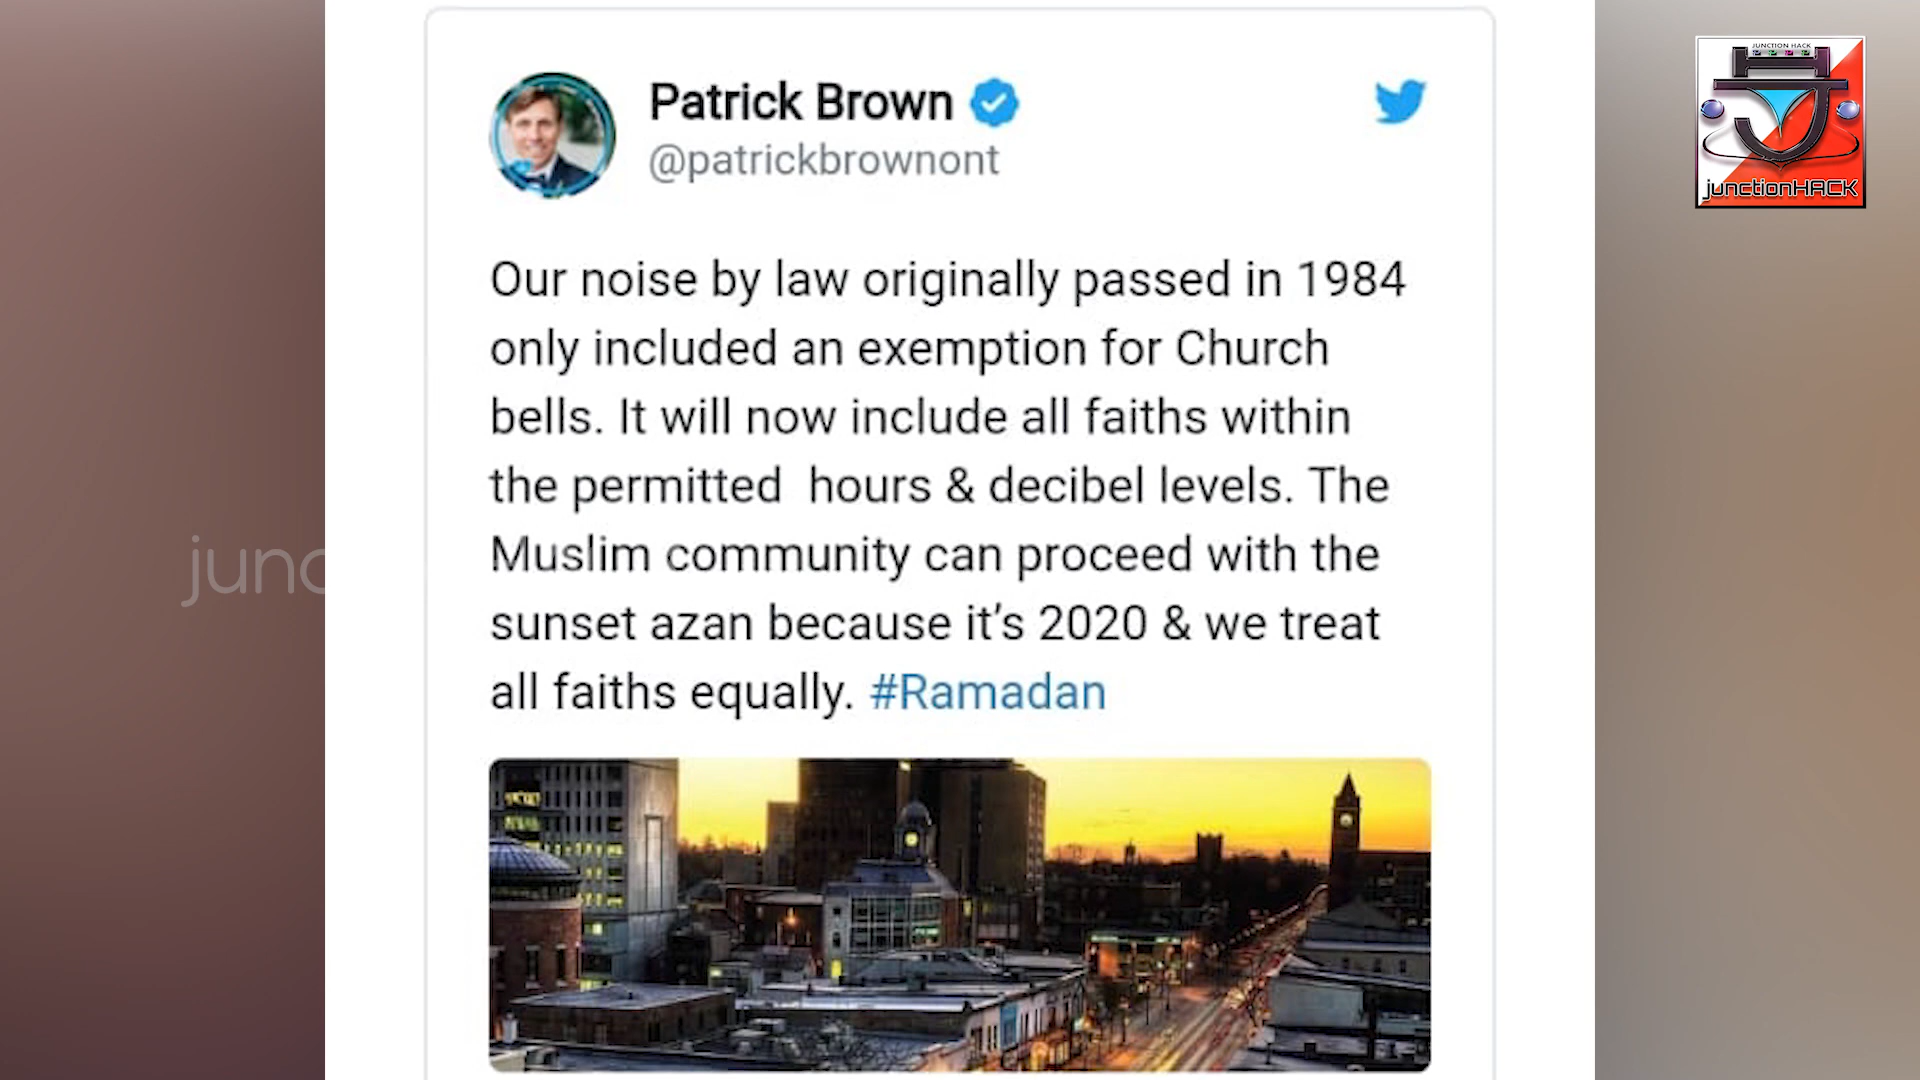 Patrick Brown
@patrickbrownont
Our noise by law originally passed in 1984
only included an exemption for Church
bells. It will now include all faiths within
the permitted hours & decibel levels. The
Muslim community can proceed with the
sunset azan because it's 2020 & we treat
all faiths equally. #Ramadan
JUNCTION HACK
junctionHACK
junc